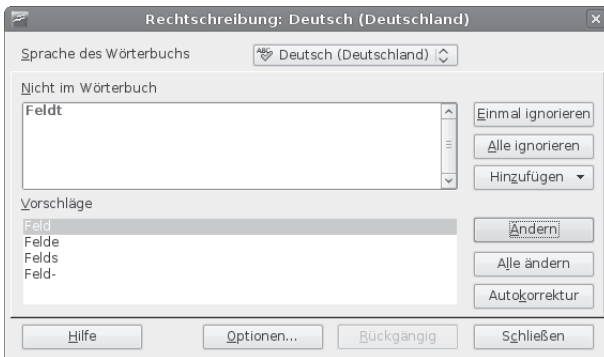 Rechtschreibung: Deutsch (Deutschland)
Sprache des Wörterbuchs
Deutsch (Deutschland)
Nicht im Wörterbuch
Feldt
Einmal ignorieren
Alle ignorieren
Hinzufügen
Vorschläge
Feld
Felde
Felds
Feld-
Ändern
Alle ändern
Autokorrektur
Hilfe
Optionen...
Rückgängig
Schließen